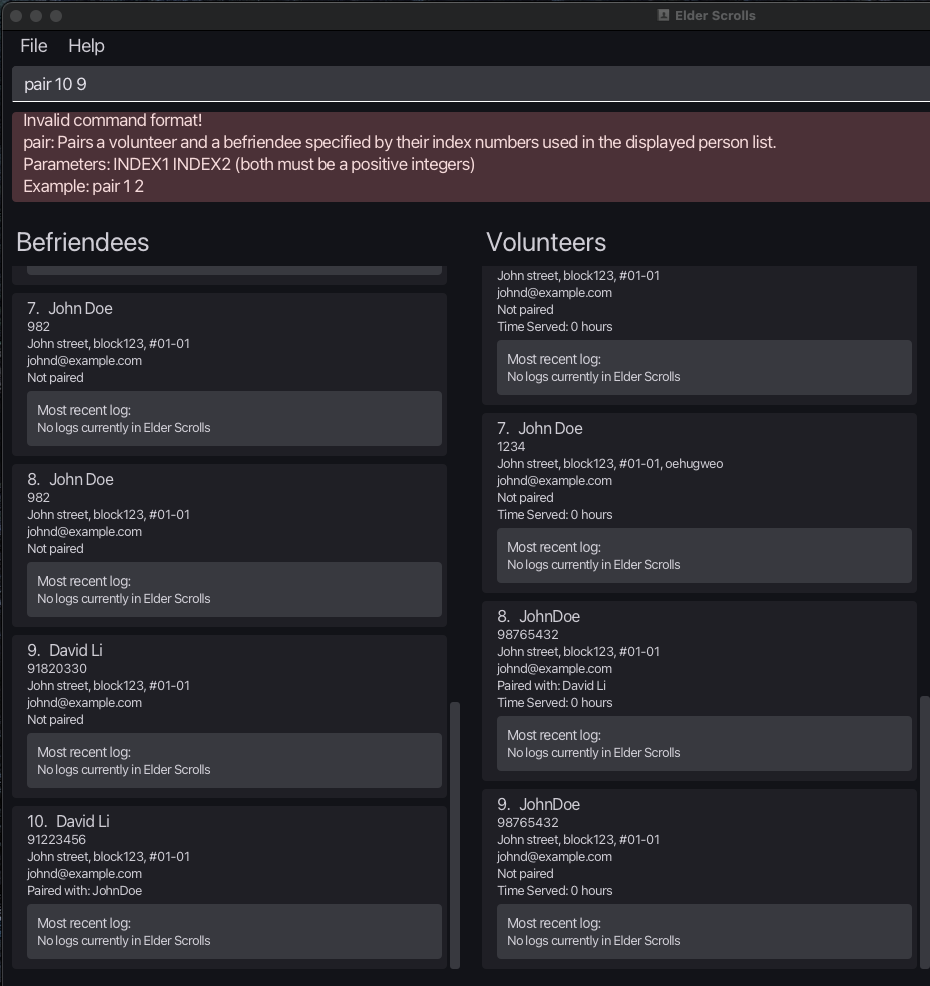 Elder Scrolls
File Help
pair 10 9
Invalid command format!
pair: Pairs a volunteer and a befriendee specified by their index numbers used in the displayed person list.
Parameters: INDEX1 INDEX2 (both must be a positive integers)
Example: pair 1 2
Befriendees
7. John Doe
982
John street, block123, #01-01
johnd@example.com
Not paired
Most recent log:
No logs currently in Elder Scrolls
8. John Doe
982
John street, block123, #01-01
johnd@example.com
Not paired
Most recent log:
No logs currently in Elder Scrolls
9. David Li
91820330
John street, block123, #01-01
johnd@example.com
Not paired
Most recent log:
No logs currently in Elder Scrolls
10. David Li
91223456
John street, block123, #01-01
johnd@example.com
Paired with: JohnDoe
Most recent log:
No logs currently in Elder Scrolls
Volunteers
John street, block123, #01-01
johnd@example.com
Not paired
Time Served: 0 hours
Most recent log:
No logs currently in Elder Scrolls
7. John Doe
1234
John street, block123, #01-01, oehugweo
johnd@example.com
Not paired
Time Served: 0 hours
Most recent log:
No logs currently in Elder Scrolls
8. JohnDoe
98765432
John street, block123, #01-01
johnd@example.com
Paired with: David Li
Time Served: 0 hours
Most recent log:
No logs currently in Elder Scrolls
9. JohnDoe
98765432
John street, block123, #01-01
johnd@example.com
Not paired
Time Served: 0 hours
Most recent log:
No logs currently in Elder Scrolls